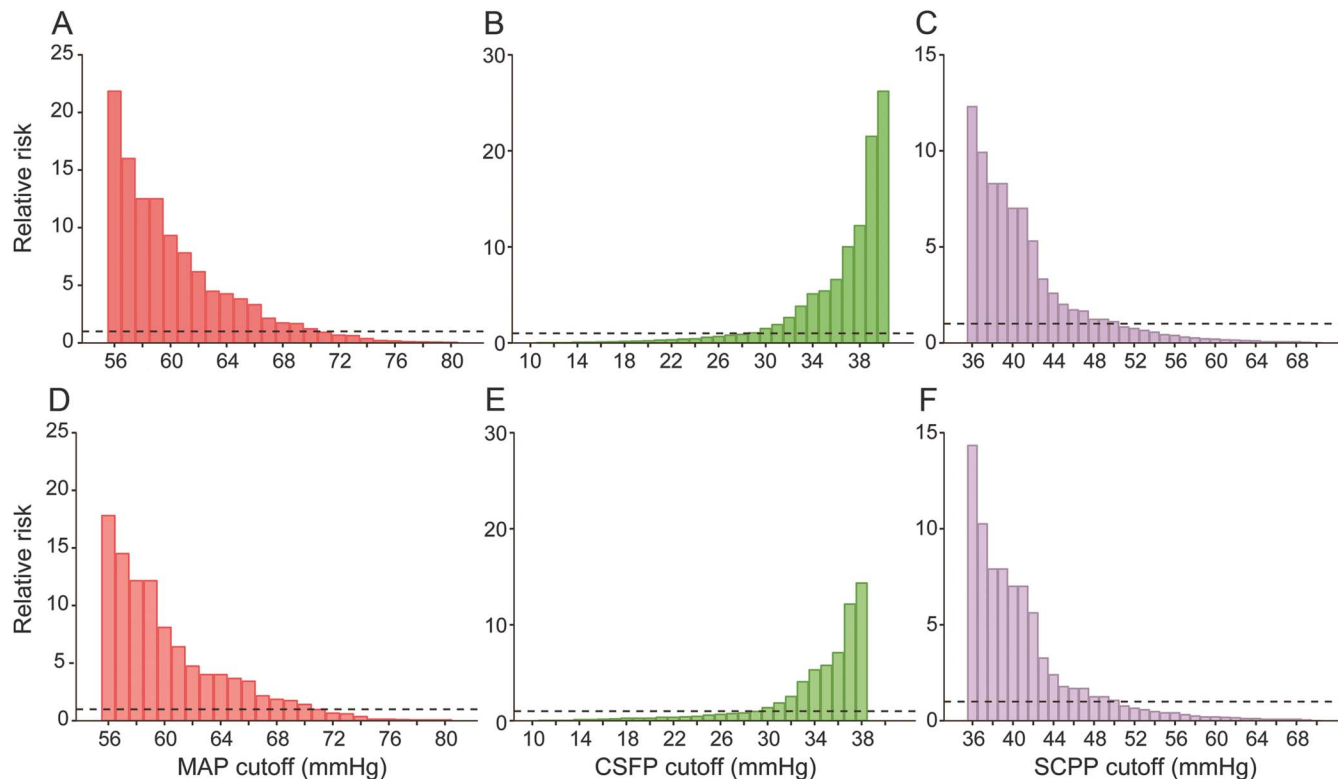 A
B
C
25
20
15
10
5
0
Relative risk
56 60 64 68 72 76 80
30
20
10
0
10 14 18 22 26 30 34 38
15
10
5
0
36 40 44 48 52 56 60 64 68
D
E
F
25
20
15
10
5
0
Relative risk
56 60 64 68 72 76 80
MAP cutoff (mmHg)
30
20
10
0
10 14 18 22 26 30 34 38
CSFP cutoff (mmHg)
15
10
5
0
36 40 44 48 52 56 60 64 68
SCPP cutoff (mmHg)